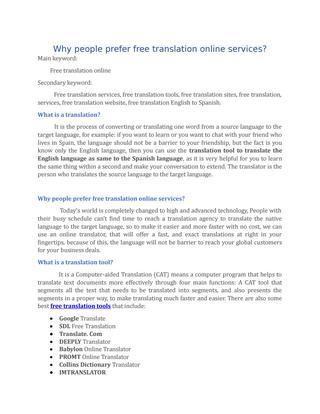 Why people prefer free translation online services?
Main keyword:
Free translation online
Secondary keyword:
Free translation services, free translation tools, free translation sites, free translation,
services, free translation website, free translation English to Spanish.
What is a translation?
It is the process of converting or translating one word from a source language to the
target language, for example: if you want to learn or you want to chat with your friend who
lives in Spain, the language should not be a barrier to your friendship, but the fact is you
know only the English language, then you can use the translation tool to translate the
English language as same to the Spanish language, as it is very helpful for you to learn
the same thing within a second and make your conversation to extend. The translator is the
person who translates the source language to the target language.
Why people prefer free translation online services?
Today's world is completely changed to high and advanced technology, People with
their busy schedule can't find time to reach a translation agency to translate the native
language to the target language, so to make it easier and more faster with no cost, we can
use an online translator, that will offer a fast, and exact translations at right in your
fingertips, because of this, the language will not be barrier to reach your global customers
for your business deals.
What is a translation tool?
It is a Computer-aided Translation (CAT) means a computer program that helps to
translate text documents more effectively through four main functions: A CAT tool that
segments all the text that needs to be translated into segments, and also presents the
segments in a proper way, to make translating much faster and easier. There are also some
best free translation tools that include:
• Google Translate
• SDL Free Translation
• Translate. Com
• DEEPLY Translator
• Babylon Online Translator
• PROMT Online Translator
• Collins Dictionary Translator
• IMTRANSLATOR